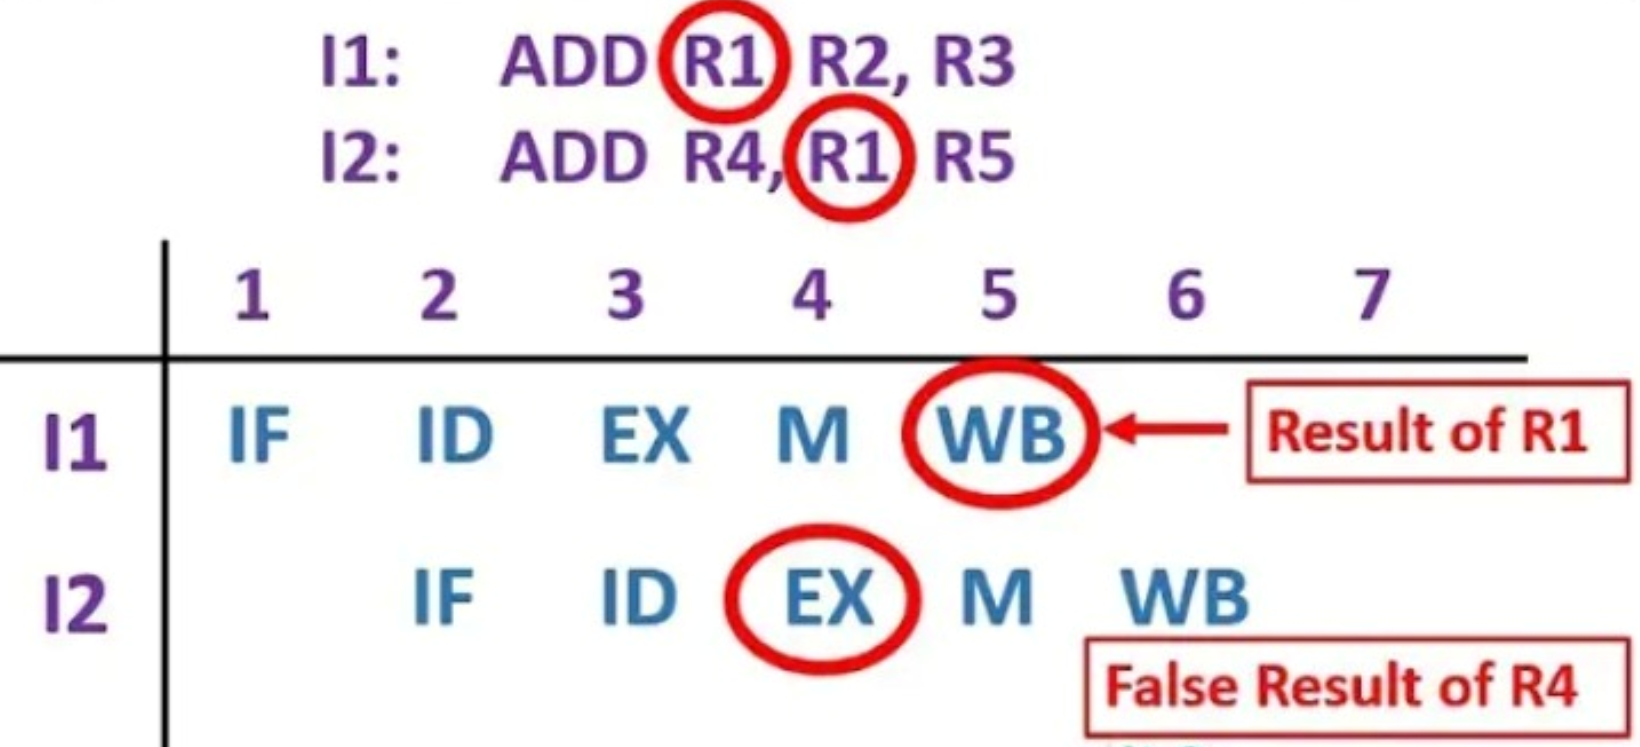 I1: ADD R1 R2, R3
I2: ADD R4, R1 R5
1 2 3 4 5 6 7
I1 IF ID EX M WB Result of R1
I2 IF ID EX M WB
False Result of R4